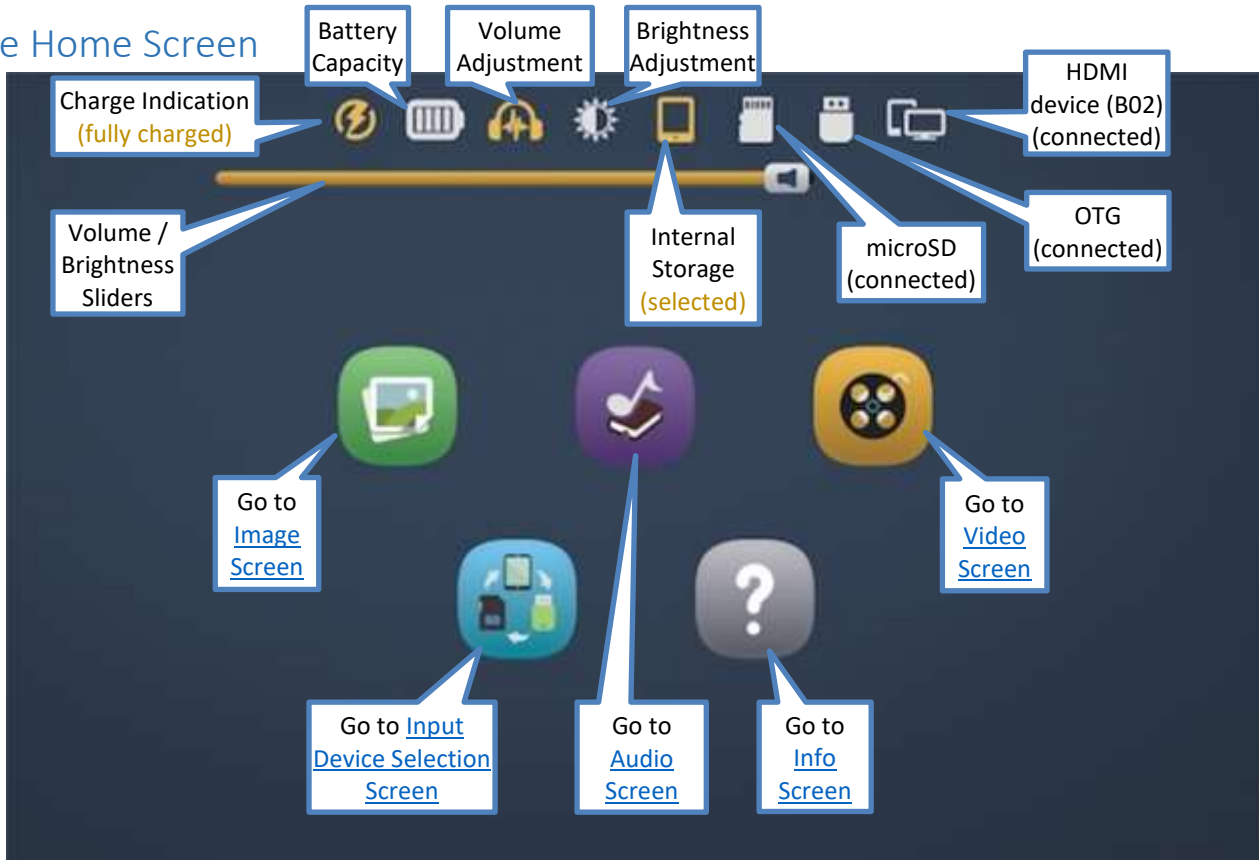 e Home Screen
Battery
Capacity
Volume
Adjustment
Brightness
Adjustment
HDMI
device (B02)
(connected)
Charge Indication
(fully charged)
Volume /
Brightness
Sliders
Internal
Storage
(selected)
microSD
(connected)
OTG
(connected)
Go to
Image
Screen
Go to
Video
Screen
Go to Input
Device Selection
Screen
Go to
Audio
Screen
?
Go to
Info
Screen